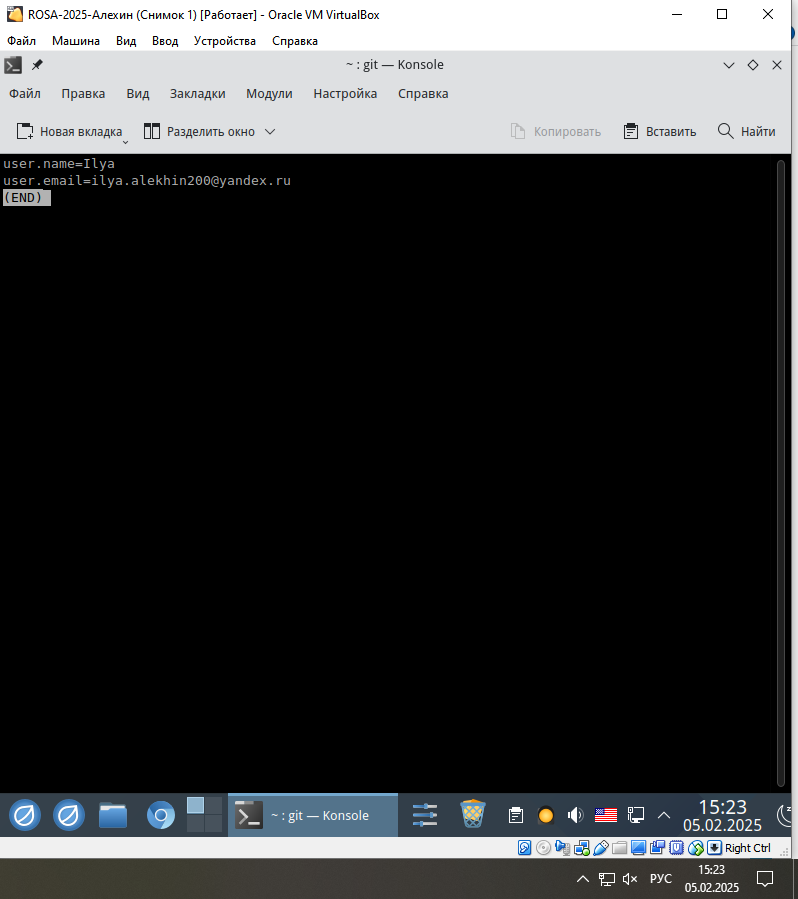 ROSA-2025-Алехин (Снимок 1) [Работает] - Oracle VM VirtualBox
Файл Машина Вид Ввод Устройства Справка
~ : git — Konsole
Файл Правка Вид Закладки Модули Настройка Справка
Новая вкладка Разделить окно Копировать Вставить Найти
user.name=Ilya
user.email=ilya.alekhin200@yandex.ru
(END)
~ : git — Konsole
15:23
05.02.2025
Right Ctrl
РУС
15:23
05.02.2025